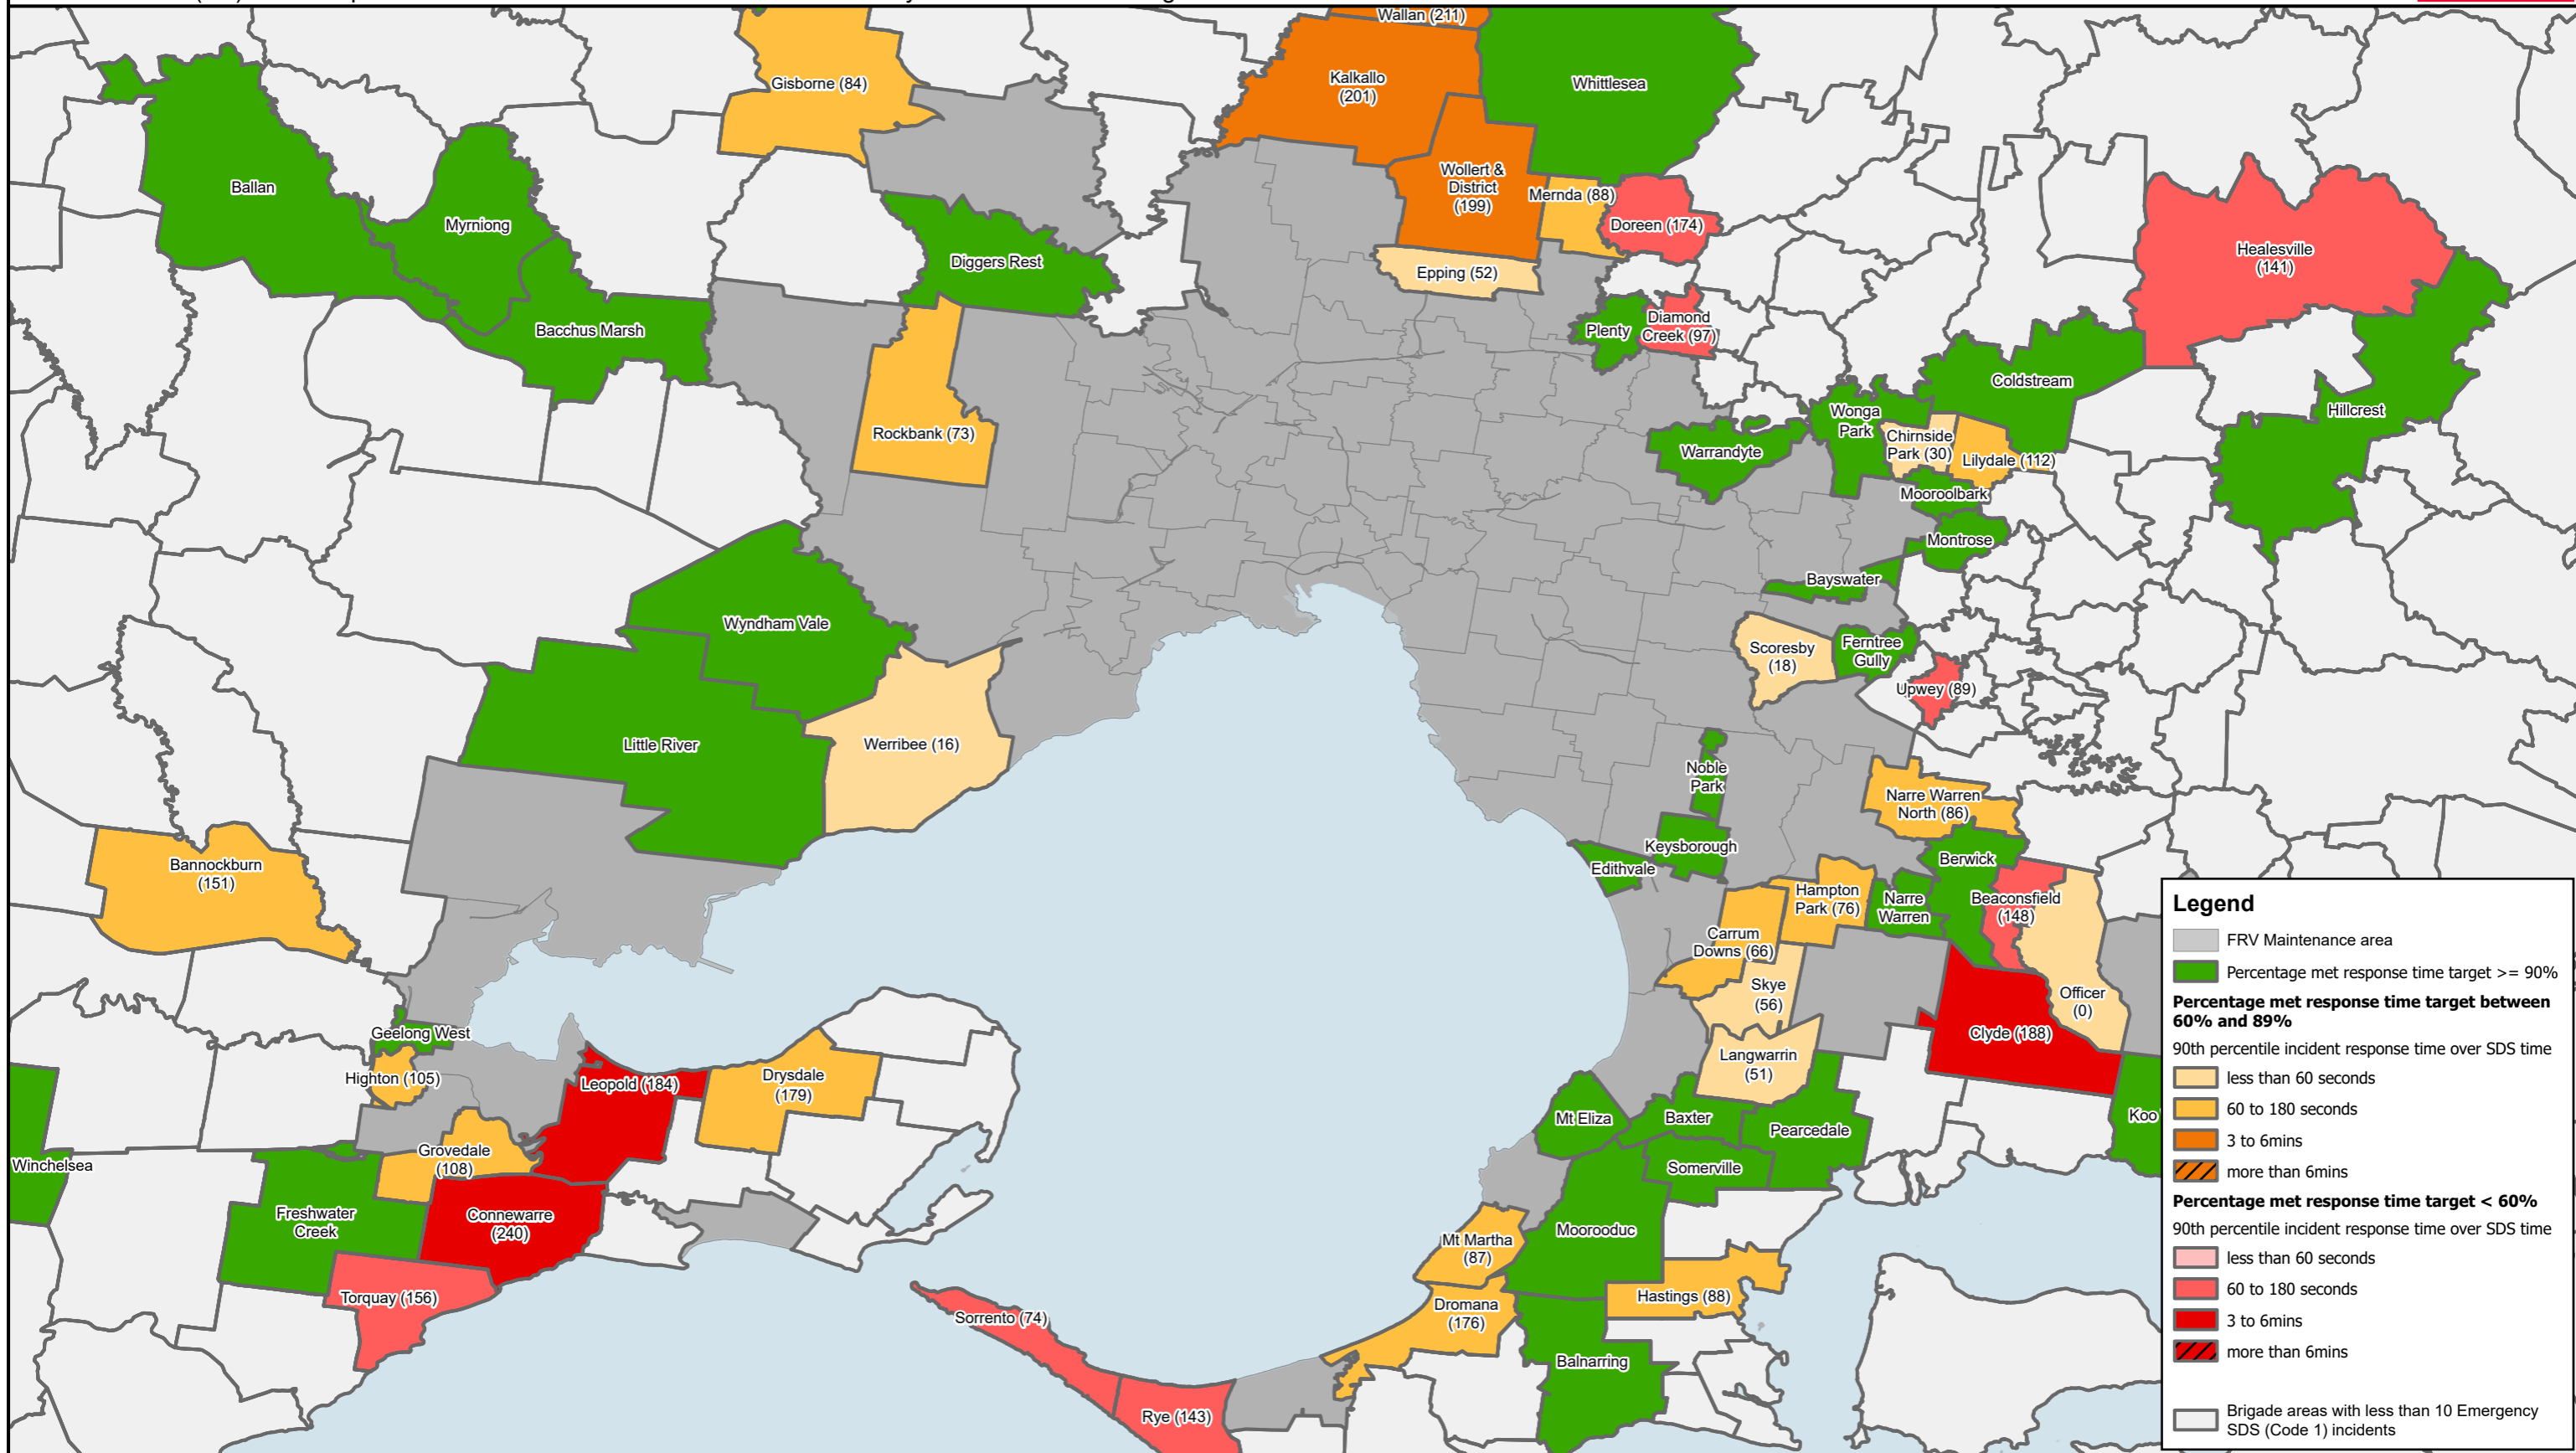 Wallan (211)
Gisborne (84)
Kalkallo
(201)
Whittlesea
Ballan
Myrniong
Wollert &
District
(199)
Mernda (88)
Doreen (174)
Healesville
(141)
Diggers Rest
Epping (52)
Bacchus Marsh
Plenty
Diamond
Creek (97)
Coldstream
Hillcrest
Rockbank (73)
Wonga
Park
Warrandyte
Chirnside
Park (30)
Lilydale (112)
Mooroolbark
Montrose
Bayswater
Wyndham Vale
Scoresby
(18)
Ferntree
Gully
Upwey (89)
Little River
Werribee (16)
Noble
Park
Narre Warren
North (86)
Keysborough
Edithvale
Berwick
Bannockburn
(151)
Hampton
Park (76)
Narre
Warren
Beaconsfield
(148)
Carrum
Downs (66)
Skye
(56)
Officer
(0)
Geelong West
Clyde (188)
Highton (105)
Leopold (184)
Drysdale
(179)
Langwarrin
(51)
Mt Eliza
Baxter
Pearcedale
Koo
Winchelsea
Grovedale
(108)
Somerville
Freshwater
Creek
Connewarre
(240)
Moorooduc
Mt Martha
(87)
Torquay (156)
Sorrento (74)
Dromana
(176)
Hastings (88)
Balnarring
Rye (143)
Legend
FRV Maintenance area
Percentage met response time target >= 90%
Percentage met response time target between
60% and 89%
90th percentile incident response time over SDS time
less than 60 seconds
60 to 180 seconds
3 to 6mins
more than 6mins
Percentage met response time target < 60%
90th percentile incident response time over SDS time
less than 60 seconds
60 to 180 seconds
3 to 6mins
more than 6mins
Brigade areas with less than 10 Emergency
SDS (Code 1) incidents